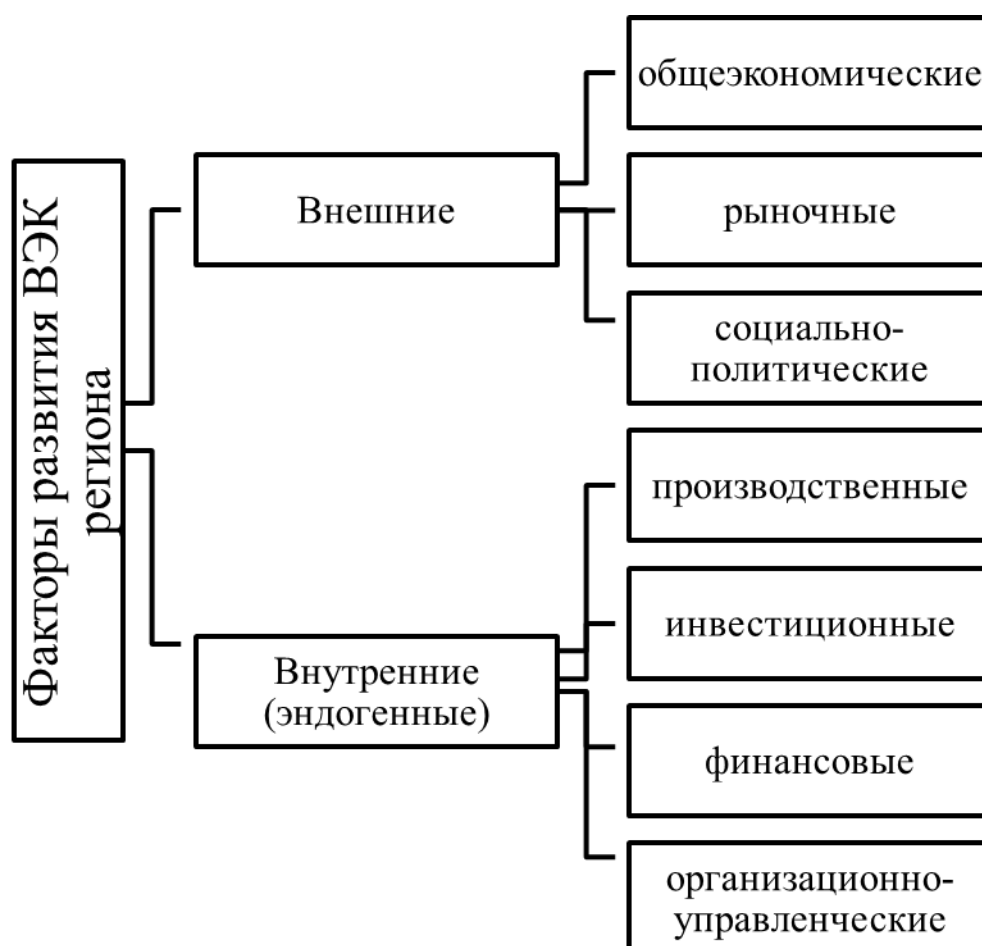 Факторы развития ВЭК
региона
Внешние
общеэкономические
рыночные
социально-
политические
Внутренние
(эндогенные)
производственные
инвестиционные
финансовые
организационно-
управленческие